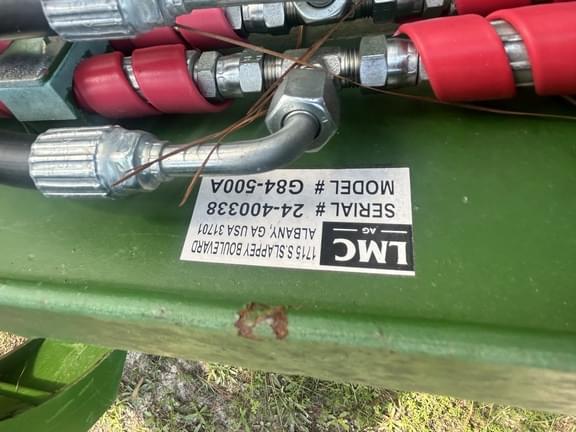 LMC
AG
1715 S.SLAPPEY BOULEVARD
ALBANY, GA USA 31701
SERIAL # 24-400338
MODEL # G84-500A